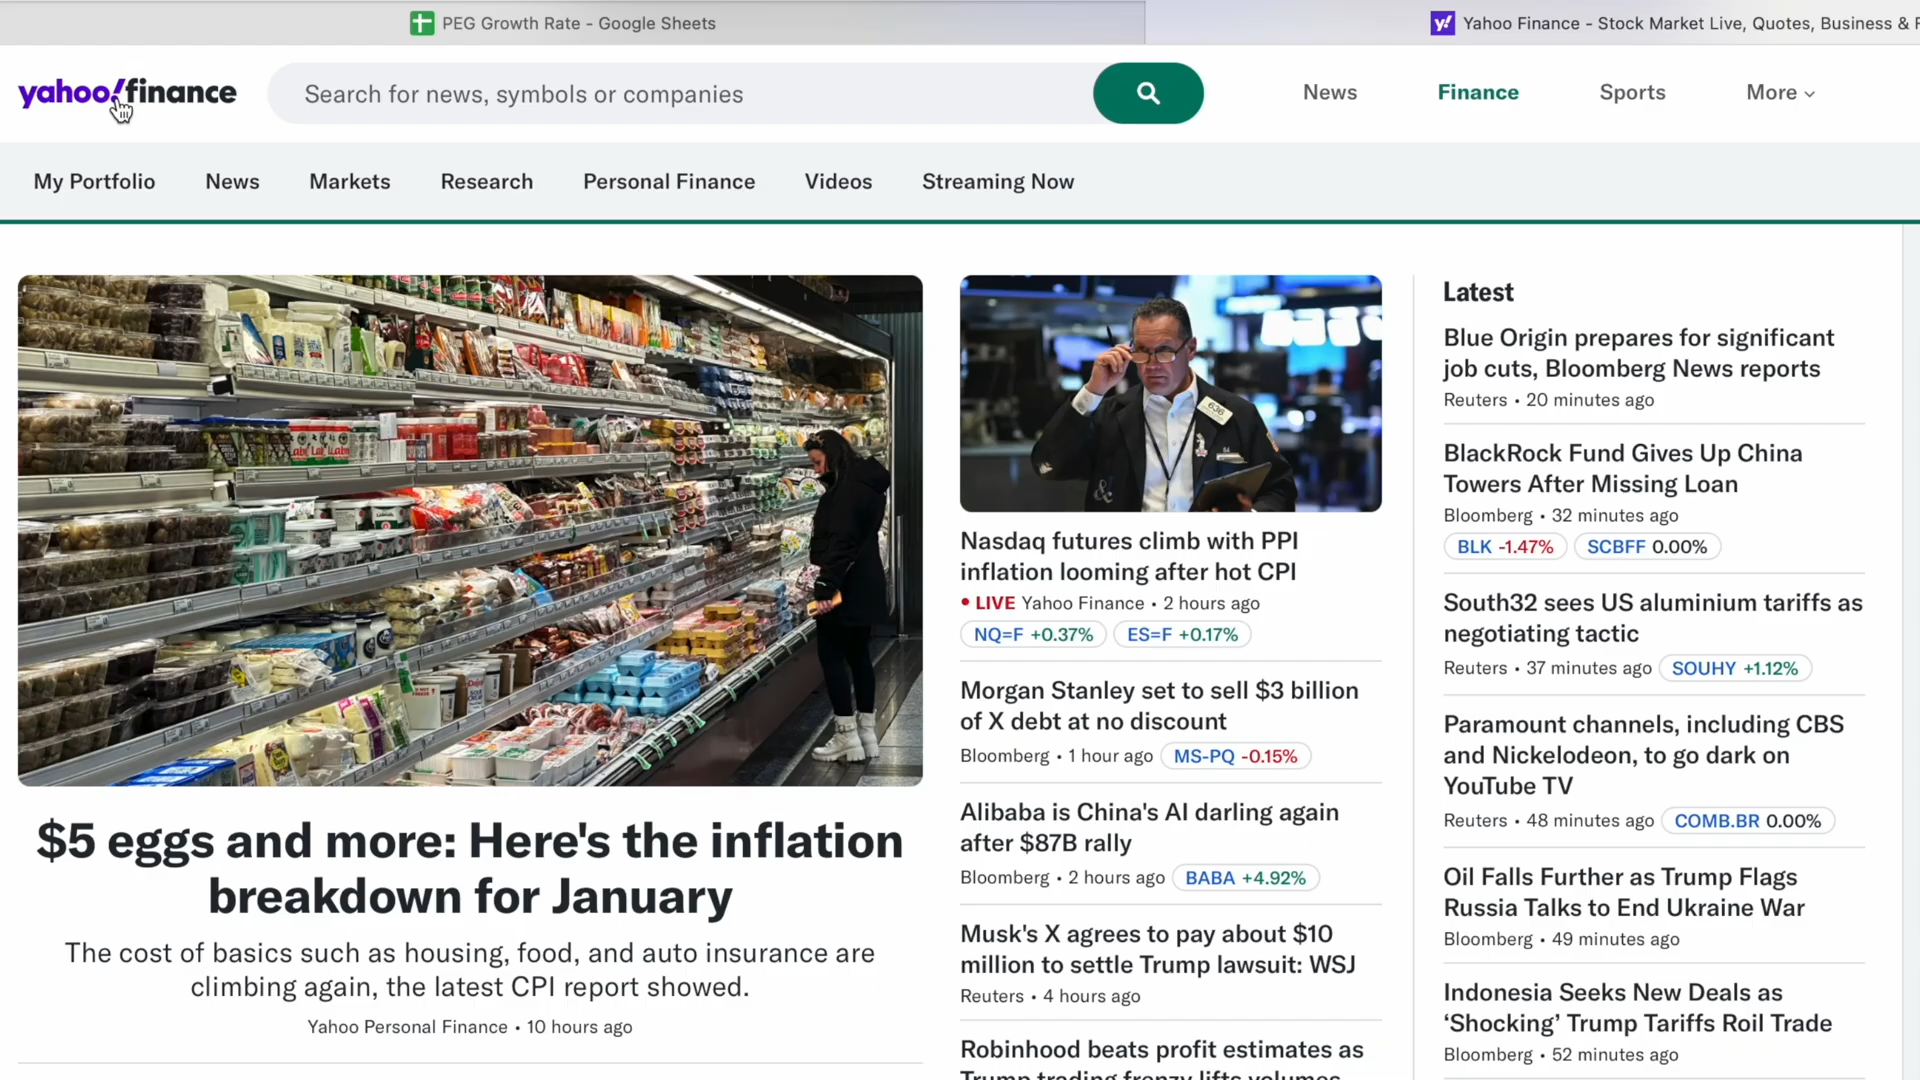 PEG Growth Rate - Google Sheets
Yahoo Finance - Stock Market Live, Quotes, Business &
yahoo!finance
Search for news, symbols or companies
News
Finance
Sports
More
My Portfolio
News
Markets
Research
Personal Finance
Videos
Streaming Now
$5 eggs and more: Here's the inflation
breakdown for January
The cost of basics such as housing, food, and auto insurance are
climbing again, the latest CPI report showed.
Yahoo Personal Finance • 10 hours ago
636
Nasdaq futures climb with PPI
inflation looming after hot CPI
• LIVE Yahoo Finance • 2 hours ago
NQ=F +0.37% ES=F +0.17%
Morgan Stanley set to sell $3 billion
of X debt at no discount
Bloomberg • 1 hour ago MS-PQ -0.15%
Alibaba is China's AI darling again
after $87B rally
Bloomberg • 2 hours ago BABA +4.92%
Musk's X agrees to pay about $10
million to settle Trump lawsuit: WSJ
Reuters • 4 hours ago
Robinhood beats profit estimates as
Trump trading frenzy lifts volumes
Latest
Blue Origin prepares for significant
job cuts, Bloomberg News reports
Reuters • 20 minutes ago
BlackRock Fund Gives Up China
Towers After Missing Loan
Bloomberg • 32 minutes ago
BLK -1.47% SCBFF 0.00%
South32 sees US aluminium tariffs as
negotiating tactic
Reuters • 37 minutes ago SOUHY +1.12%
Paramount channels, including CBS
and Nickelodeon, to go dark on
YouTube TV
Reuters • 48 minutes ago COMB.BR 0.00%
Oil Falls Further as Trump Flags
Russia Talks to End Ukraine War
Bloomberg • 49 minutes ago
Indonesia Seeks New Deals as
‘Shocking’ Trump Tariffs Roil Trade
Bloomberg • 52 minutes ago